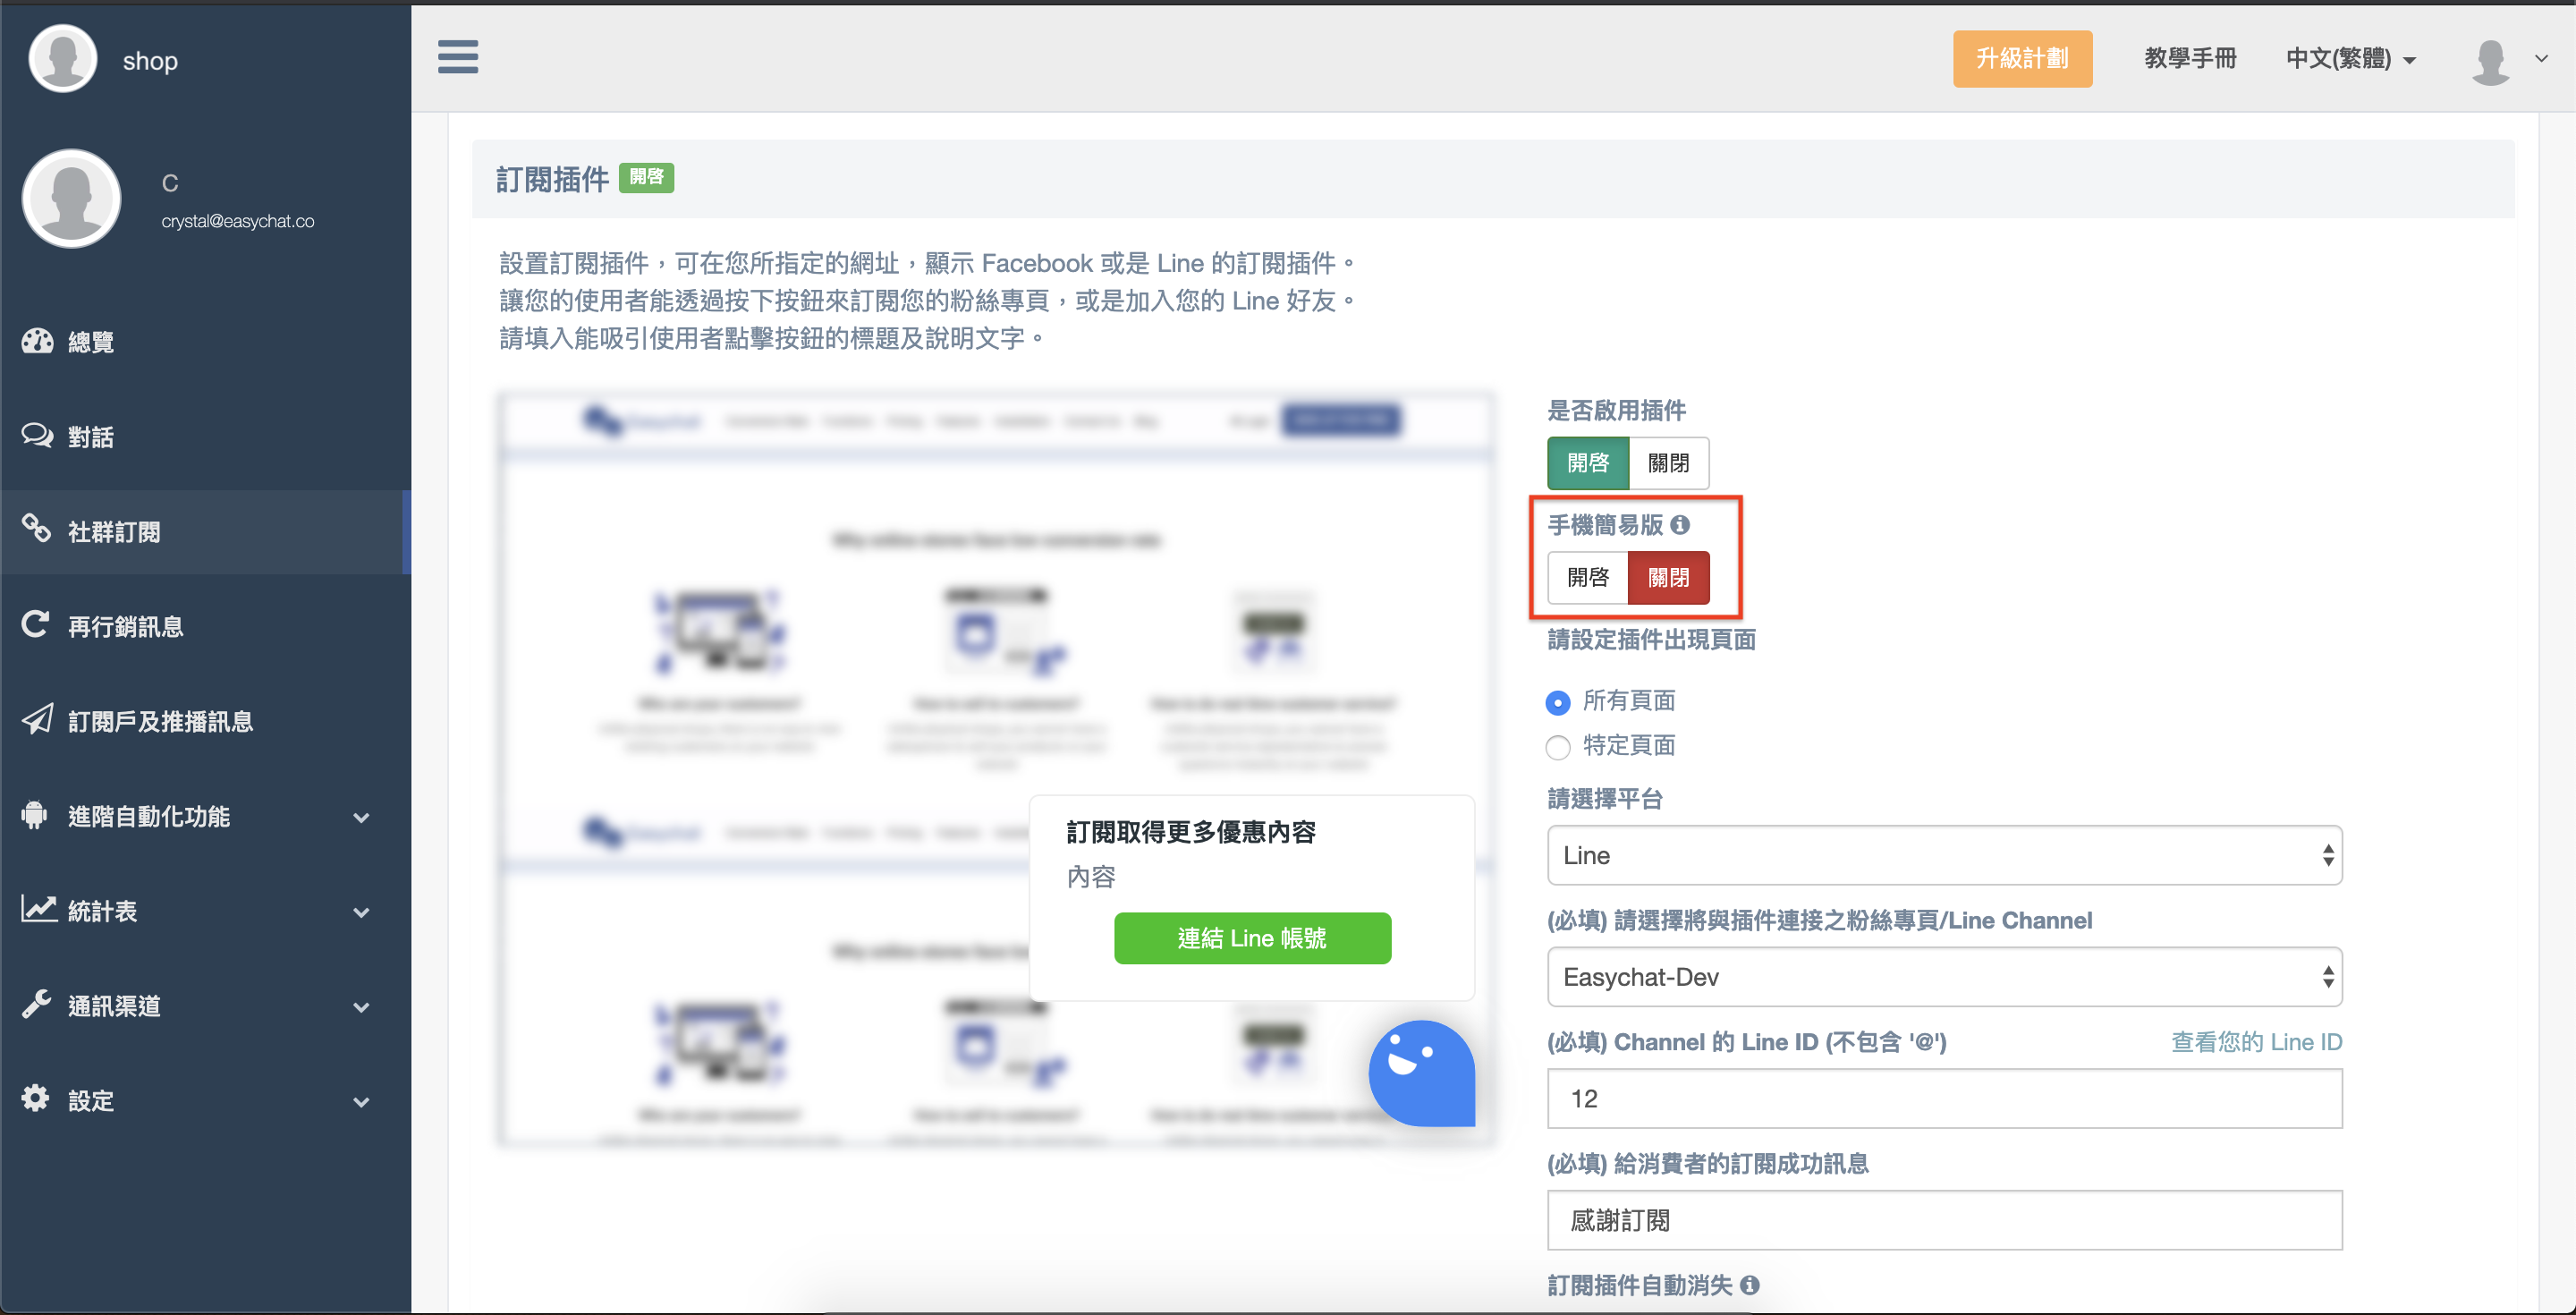 shop
升級計劃
教學手冊
中文(繁體)
C
crystal@easychat.co
總覽
對話
社群訂閱
再行銷訊息
訂閱戶及推播訊息
進階自動化功能
統計表
通訊渠道
設定
訂閱插件 開啓
設置訂閱插件，可在您所指定的網址，顯示 Facebook 或是 Line 的訂閱插件。
讓您的使用者能透過按下按鈕來訂閱您的粉絲專頁，或是加入您的 Line 好友。
請填入能吸引使用者點擊按鈕的標題及說明文字。
Why online stores face low conversion rate
訂閱取得更多優惠內容
內容
連結 Line 帳號
是否啟用插件
開啓 關閉
手機簡易版
開啓 關閉
請設定插件出現頁面
所有頁面
特定頁面
請選擇平台
Line
(必填) 請選擇將與插件連接之粉絲專頁/Line Channel
Easychat-Dev
(必填) Channel 的 Line ID (不包含 '@')
查看您的 Line ID
12
(必填) 給消費者的訂閱成功訊息
感謝訂閱
訂閱插件自動消失